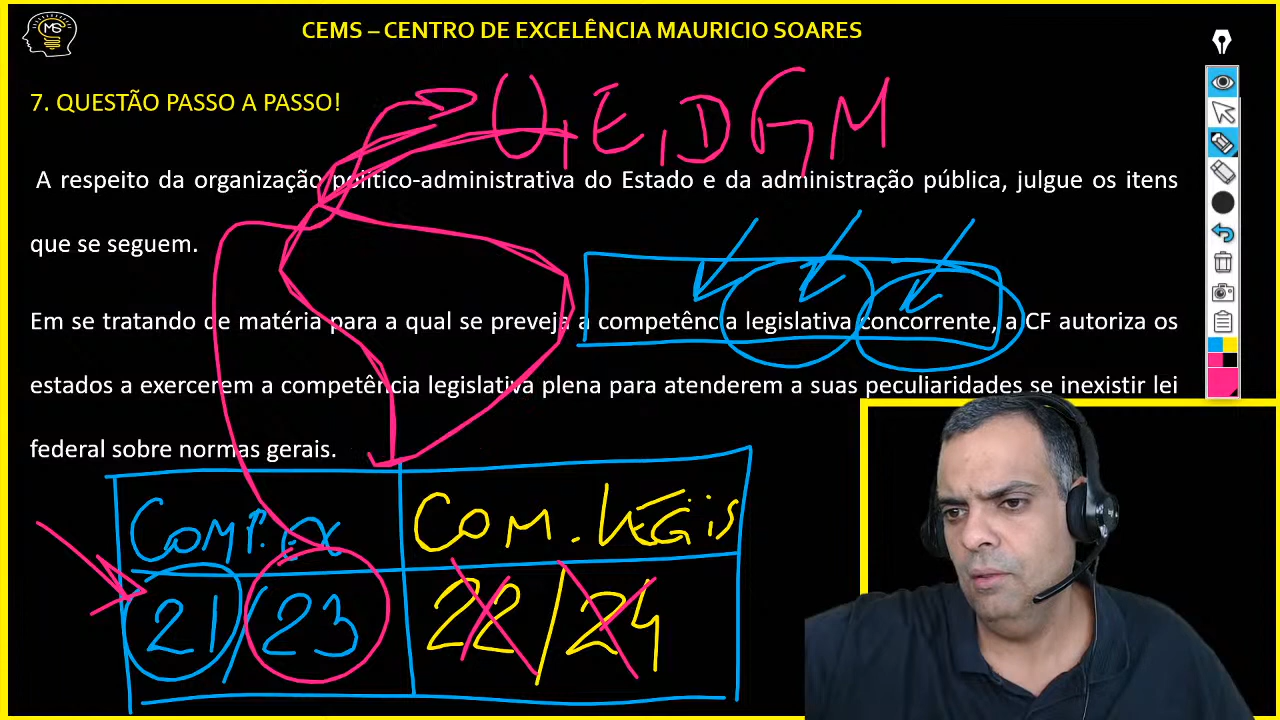 MS
CEMS – CENTRO DE EXCELÊNCIA MAURICIO SOARES
7. QUESTÃO PASSO A PASSO!
U, E, DF, M
A respeito da organização político-administrativa do Estado e da administração pública, julgue os itens
que se seguem.
Em se tratando de matéria para a qual se preveja a competência legislativa concorrente, a CF autoriza os
estados a exercerem a competência legislativa plena para atenderem a suas peculiaridades se inexistir lei
federal sobre normas gerais.
COMP. EX COM. LEGIS
21/23 22/24